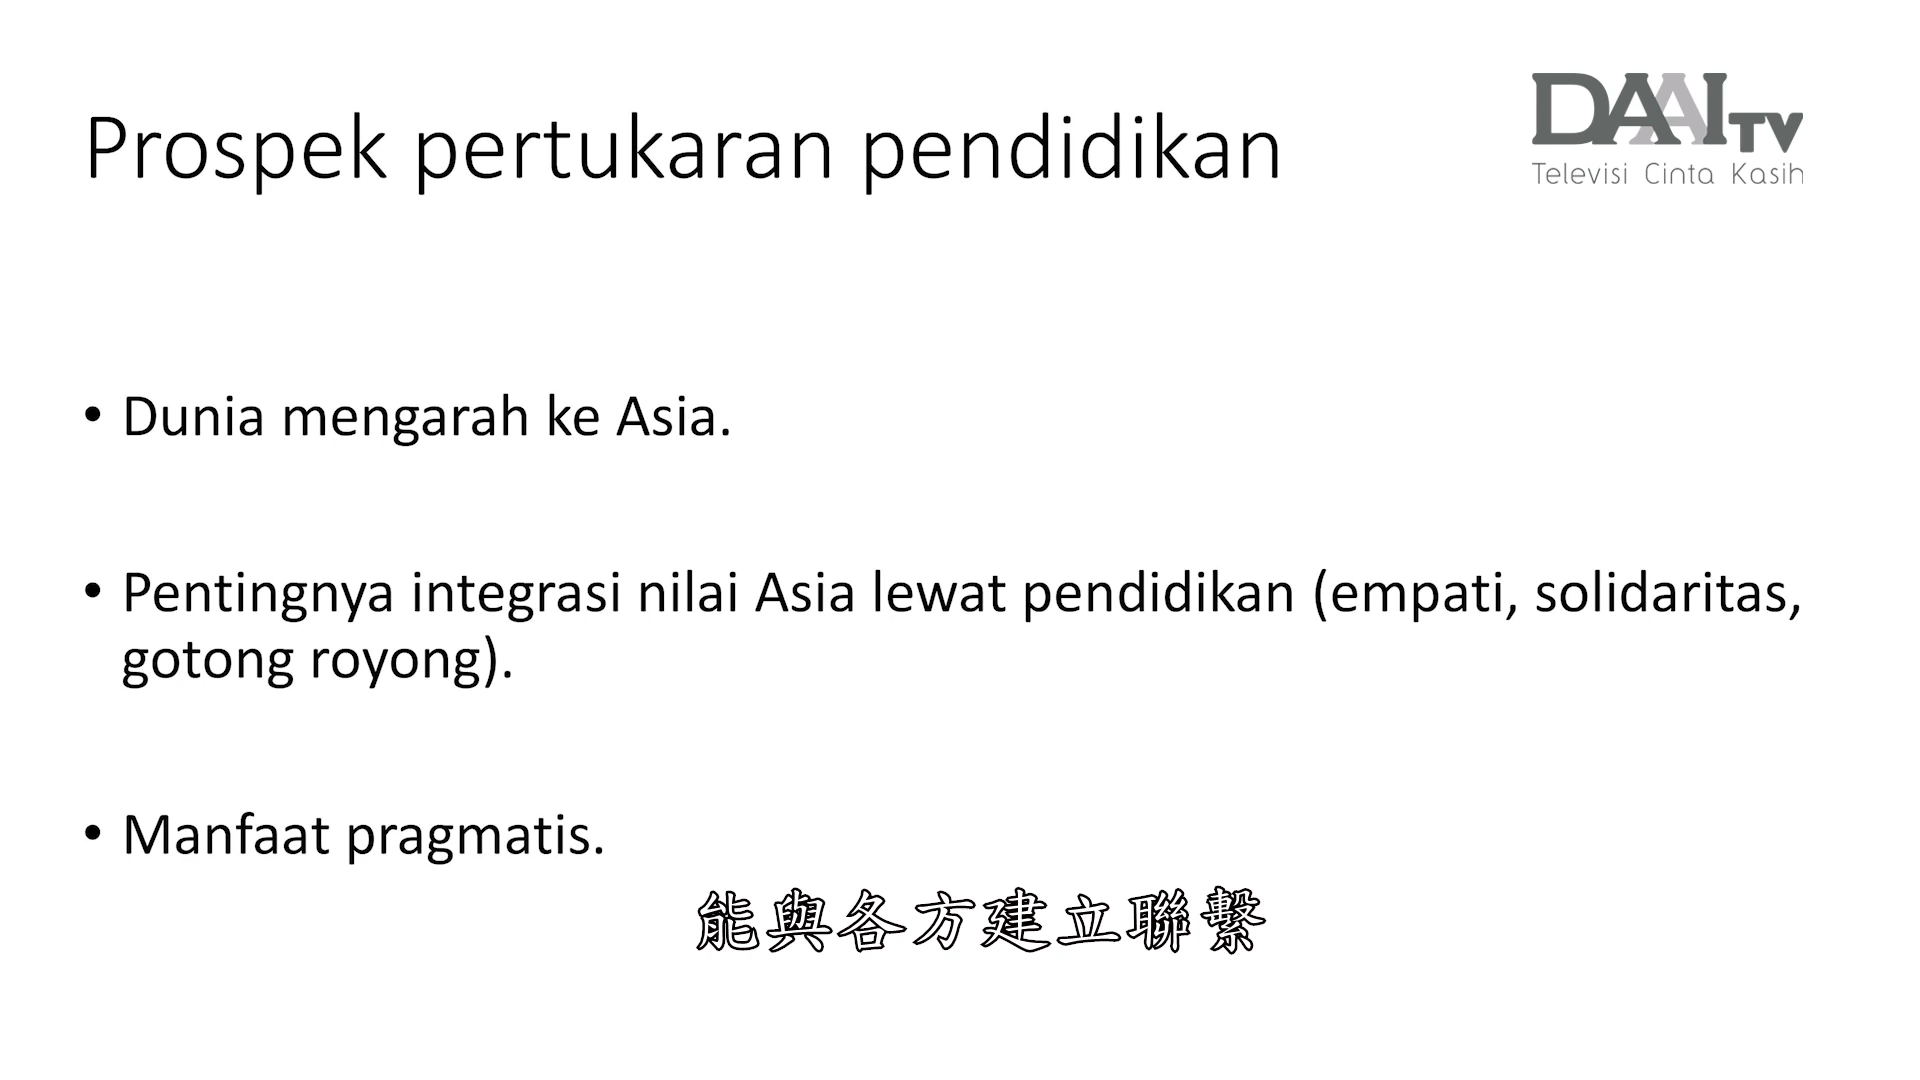 Prospek pertukaran pendidikan
DAAI TV
Televisi Cinta Kasih
• Dunia mengarah ke Asia.
• Pentingnya integrasi nilai Asia lewat pendidikan (empati, solidaritas,
gotong royong).
• Manfaat pragmatis.
能與各方建立聯繫